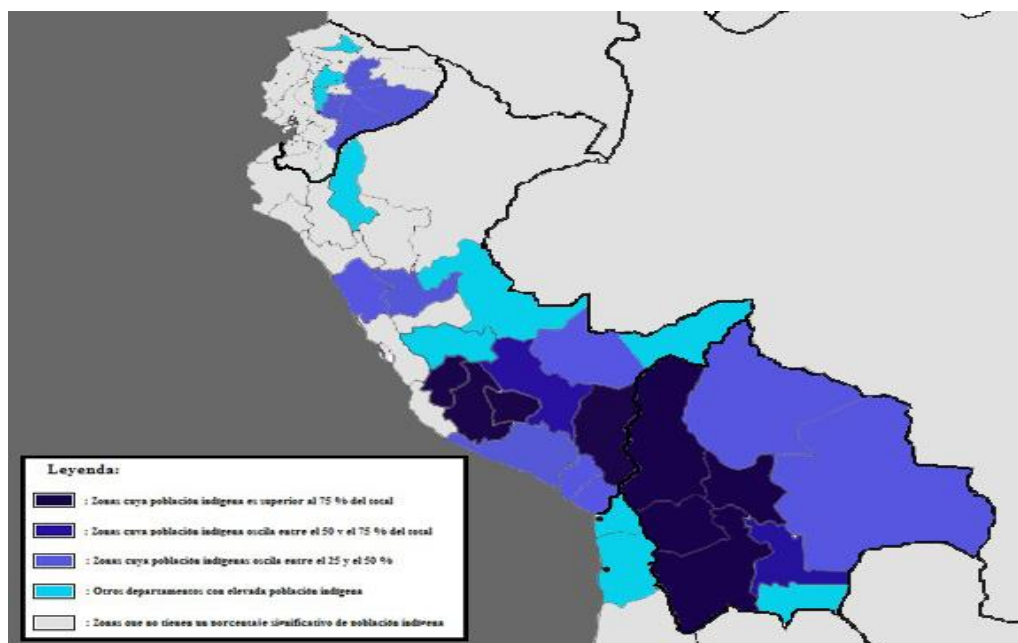 Leyenda:
: Zonas cuya población indígena es superior al 75 % del total
: Zonas cuya población indígena oscila entre el 50 y el 75 % del total
: Zonas cuya población indígenas oscila entre el 25 y el 50 %
: Otros departamentos con elevada población indígena
: Zonas que no tienen un porcentaje significativo de población indígena